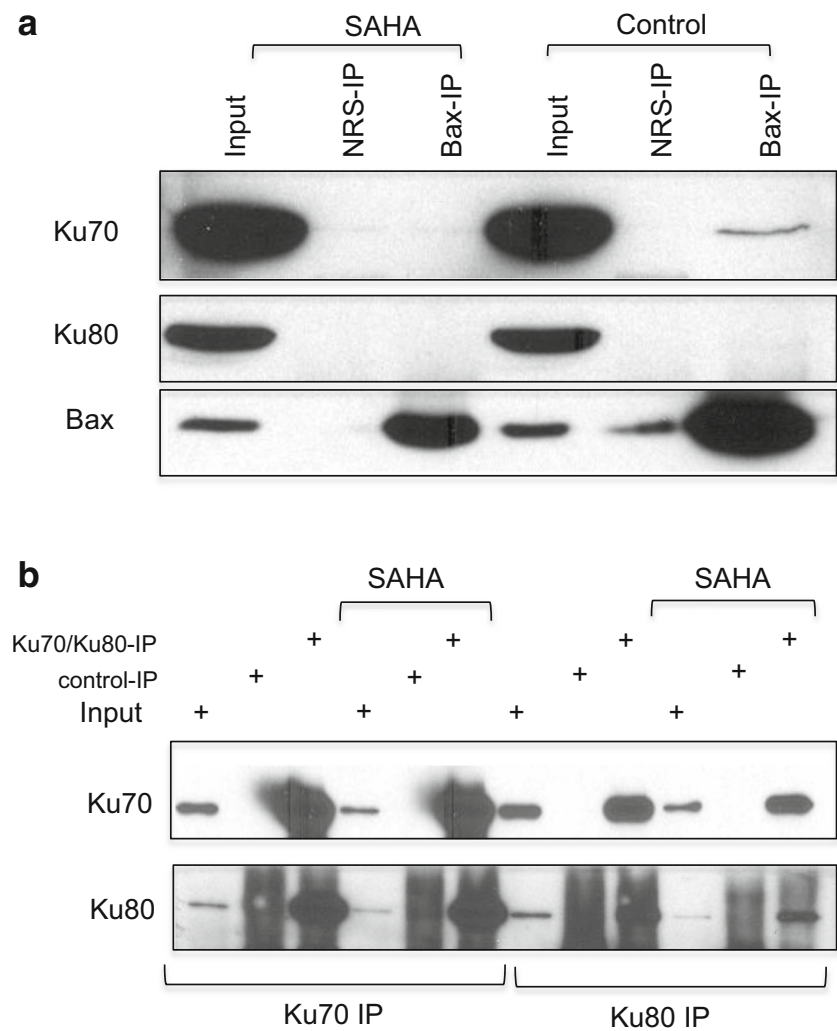 a
SAHA Control
Input NRS-IP Bax-IP Input NRS-IP Bax-IP
Ku70
Ku80
Bax
b
SAHA SAHA
Ku70/Ku80-IP + + + +
control-IP + + + +
Input + + + +
Ku70
Ku80
Ku70 IP Ku80 IP